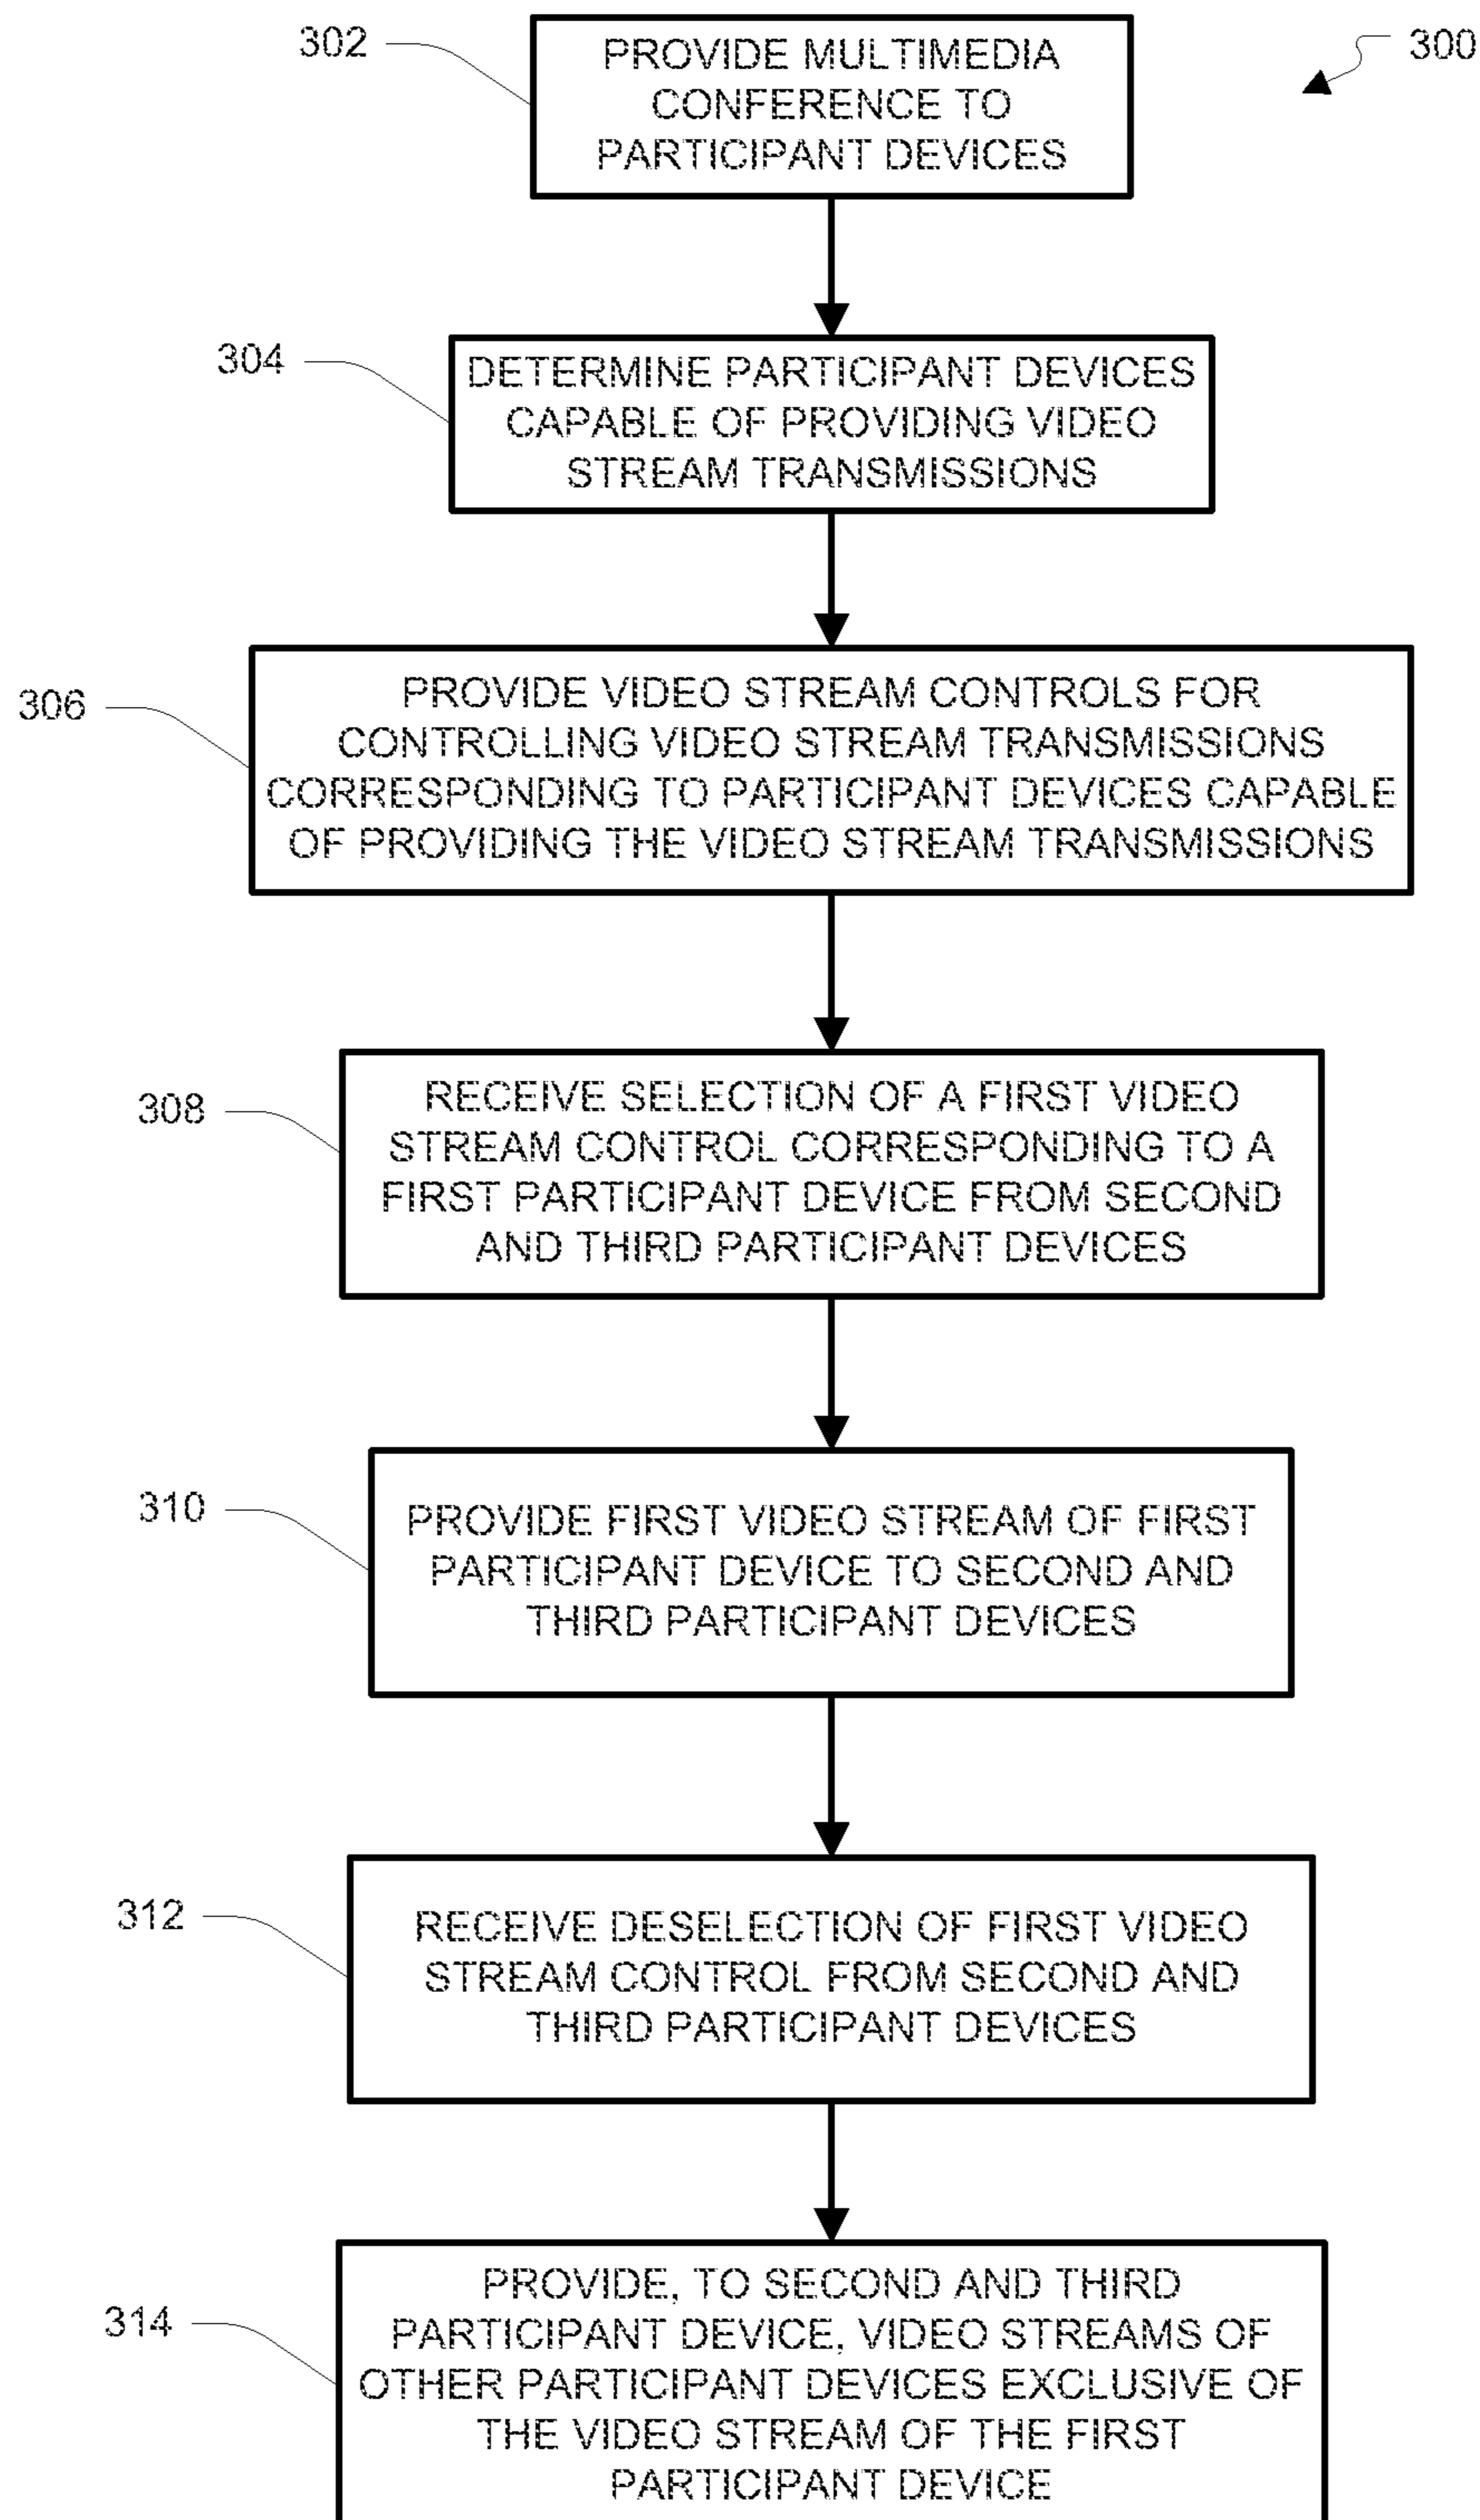 302
PROVIDE MULTIMEDIA
CONFERENCE TO
PARTICIPANT DEVICES
300
304
DETERMINE PARTICIPANT DEVICES
CAPABLE OF PROVIDING VIDEO
STREAM TRANSMISSIONS
306
PROVIDE VIDEO STREAM CONTROLS FOR
CONTROLLING VIDEO STREAM TRANSMISSIONS
CORRESPONDING TO PARTICIPANT DEVICES CAPABLE
OF PROVIDING THE VIDEO STREAM TRANSMISSIONS
308
RECEIVE SELECTION OF A FIRST VIDEO
STREAM CONTROL CORRESPONDING TO A
FIRST PARTICIPANT DEVICE FROM SECOND
AND THIRD PARTICIPANT DEVICES
310
PROVIDE FIRST VIDEO STREAM OF FIRST
PARTICIPANT DEVICE TO SECOND AND
THIRD PARTICIPANT DEVICES
312
RECEIVE DESELECTION OF FIRST VIDEO
STREAM CONTROL FROM SECOND AND
THIRD PARTICIPANT DEVICES
314
PROVIDE, TO SECOND AND THIRD
PARTICIPANT DEVICE, VIDEO STREAMS OF
OTHER PARTICIPANT DEVICES EXCLUSIVE OF
THE VIDEO STREAM OF THE FIRST
PARTICIPANT DEVICE